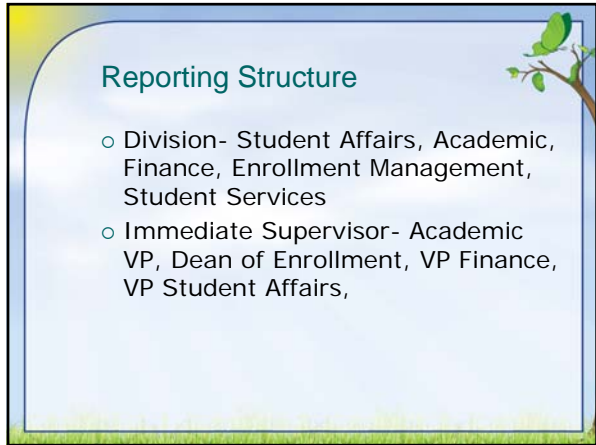 Reporting Structure
○ Division- Student Affairs, Academic,
Finance, Enrollment Management,
Student Services
○ Immediate Supervisor- Academic
VP, Dean of Enrollment, VP Finance,
VP Student Affairs,